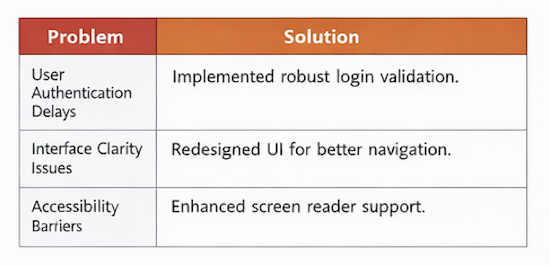 Problem
Solution
User
Authentication
Delays
Implemented robust login validation.
Interface Clarity
Issues
Redesigned UI for better navigation.
Accessibility
Barriers
Enhanced screen reader support.